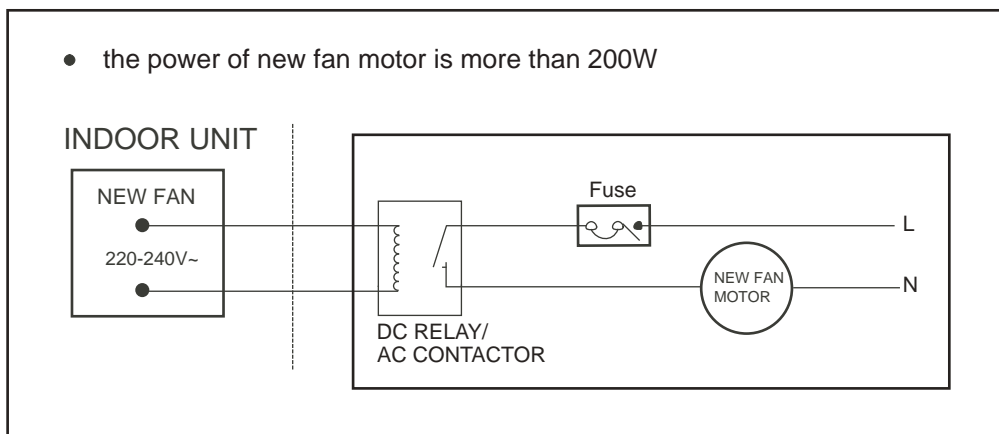 ● the power of new fan motor is more than 200W
INDOOR UNIT
NEW FAN
220-240V~
Fuse
L
NEW FAN
MOTOR
N
DC RELAY/
AC CONTACTOR